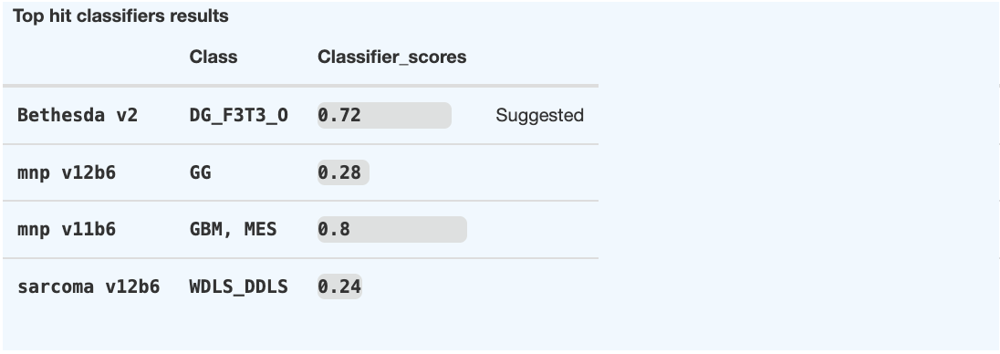 Top hit classifiers results
Class Classifier_scores
Bethesda v2 DG_F3T3_O 0.72 Suggested
mnp v12b6 GG 0.28
mnp v11b6 GBM, MES 0.8
sarcoma v12b6 WDLS_DDLS 0.24